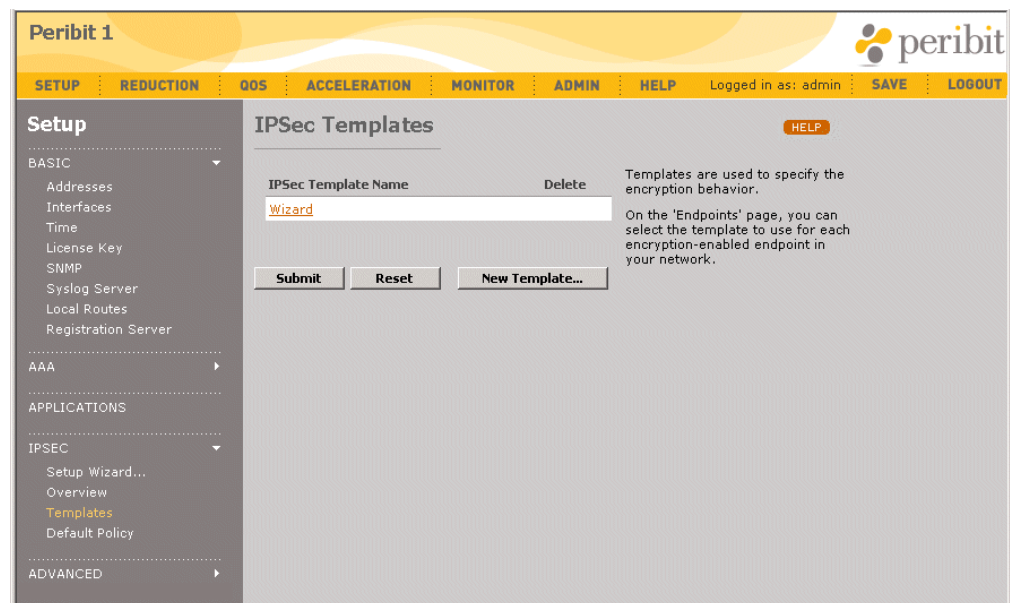 Peribit 1
peribit
SETUP REDUCTION QOS ACCELERATION MONITOR ADMIN HELP Logged in as: admin SAVE LOGOUT
Setup
BASIC
Addresses
Interfaces
Time
License Key
SNMP
Syslog Server
Local Routes
Registration Server
AAA
APPLICATIONS
IPSEC
Setup Wizard...
Overview
Templates
Default Policy
ADVANCED
IPSec Templates
HELP
IPSec Template Name Delete
Wizard
Submit Reset New Template...
Templates are used to specify the
encryption behavior.
On the 'Endpoints' page, you can
select the template to use for each
encryption-enabled endpoint in
your network.